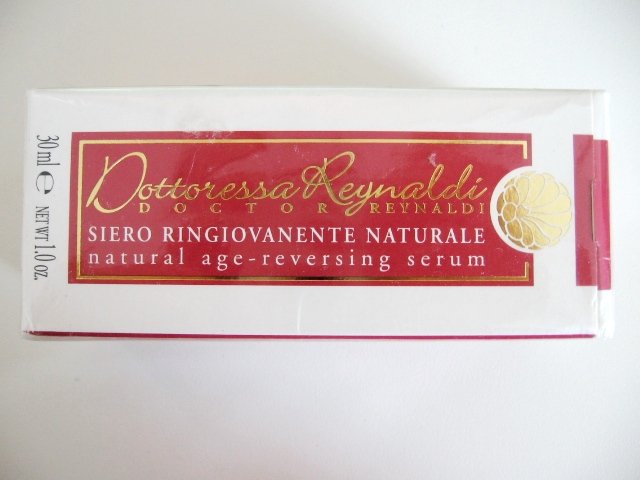 Dottoressa Reynaldi
DOCTOR REYNALDI
SIERO RINGIOVANENTE NATURALE
natural age-reversing serum
30 ml ℮ NET WT 1.0 oz.